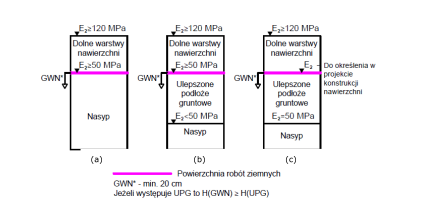 E₂≥120 MPa
Dolne warstwy
nawierzchni
E₂≥50 MPa
GWN*
Nasyp
(a)
E₂≥120 MPa
Dolne warstwy
nawierzchni
E₂≥50 MPa
GWN*
Ulepszone
podłoże
gruntowe
E₂<50 MPa
Nasyp
(b)
E₂≥120 MPa
Dolne warstwy
nawierzchni
E₂ - Do określenia w
projekcie
konstrukcji
nawierzchni
GWN*
Ulepszone
podłoże
gruntowe
E₂=50 MPa
Nasyp
(c)
Powierzchnia robót ziemnych
GWN* - min. 20 cm
Jeżeli występuje UPG to H(GWN) ≥ H(UPG)